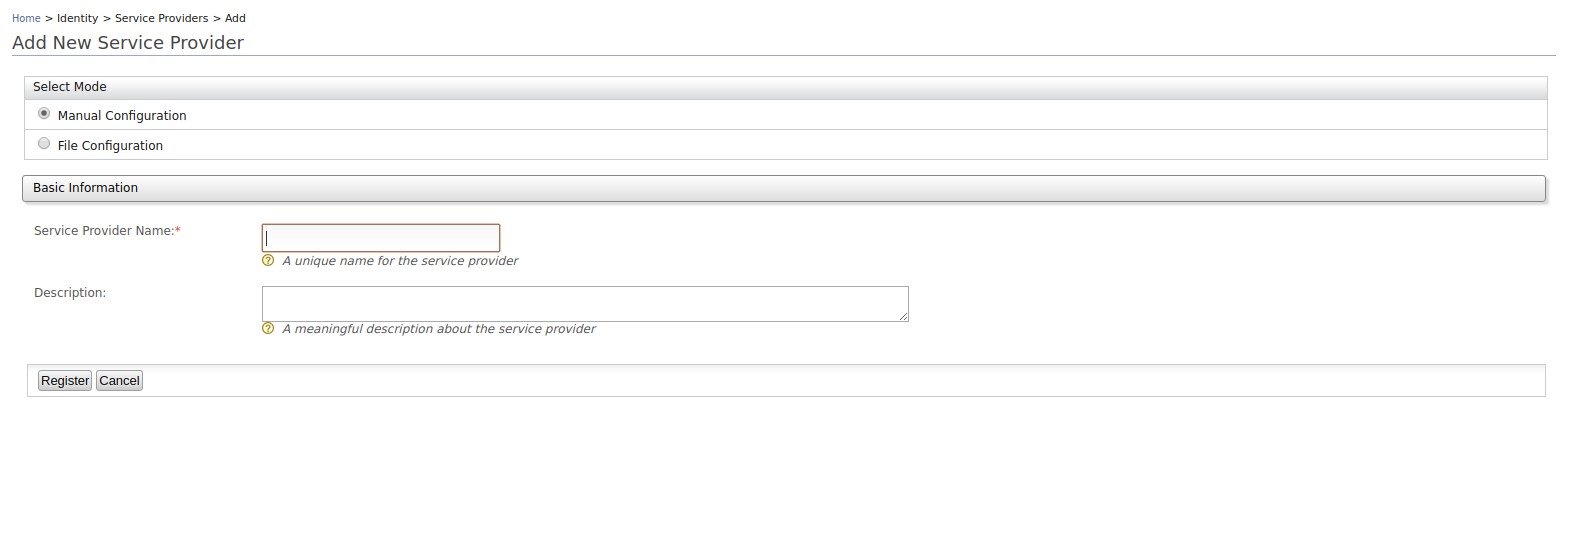 Home > Identity > Service Providers > Add
Add New Service Provider
Select Mode
Manual Configuration
File Configuration
Basic Information
Service Provider Name:*
? A unique name for the service provider
Description:
? A meaningful description about the service provider
Register Cancel